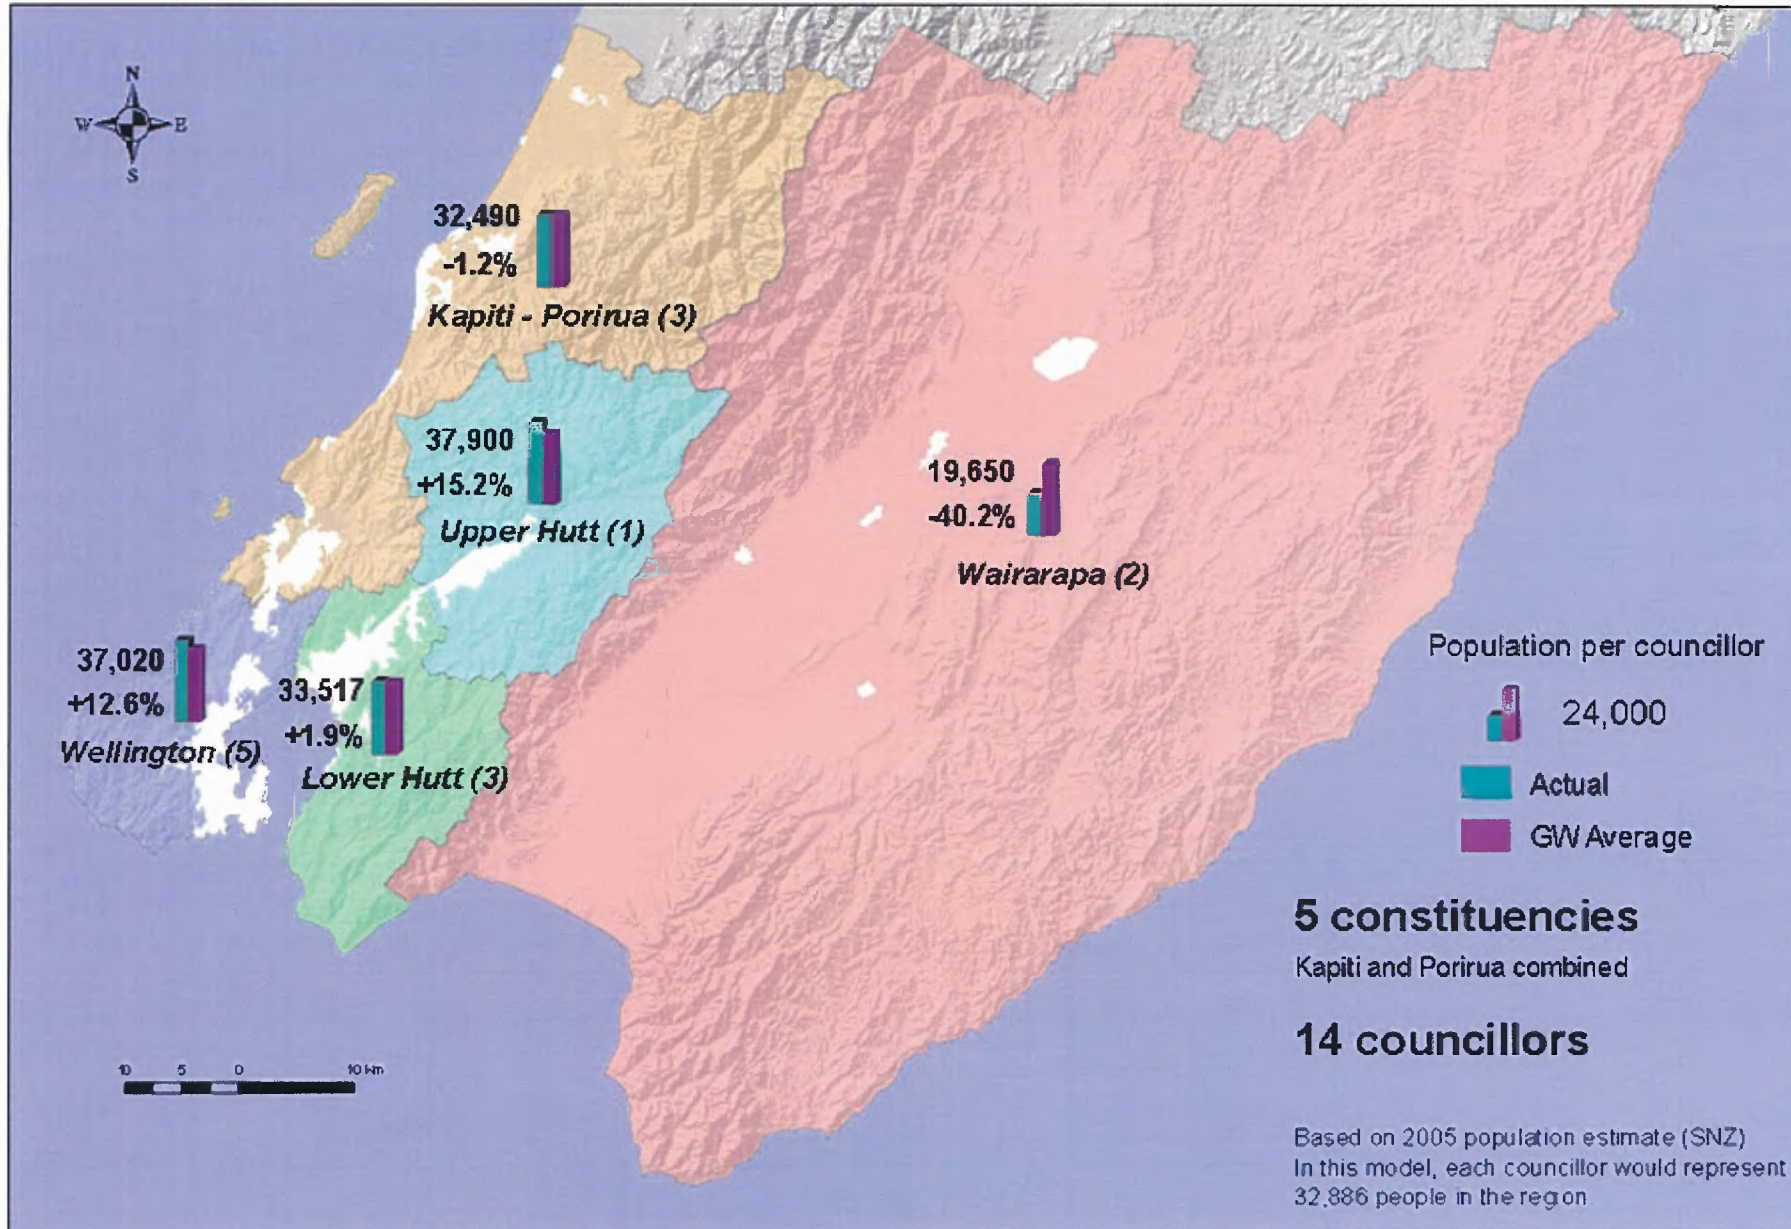 N
W E
S
32,490
-1.2%
Kapiti - Porirua (3)
37,900
+15.2%
Upper Hutt (1)
19,650
-40.2%
Wairarapa (2)
37,020
+12.6%
Wellington (5)
33,517
+1.9%
Lower Hutt (3)
Population per councillor
24,000
Actual
GW Average
5 constituencies
Kapiti and Porirua combined
14 councillors
10 5 0 10 km
Based on 2005 population estimate (SNZ)
In this model, each councillor would represent
32,886 people in the region